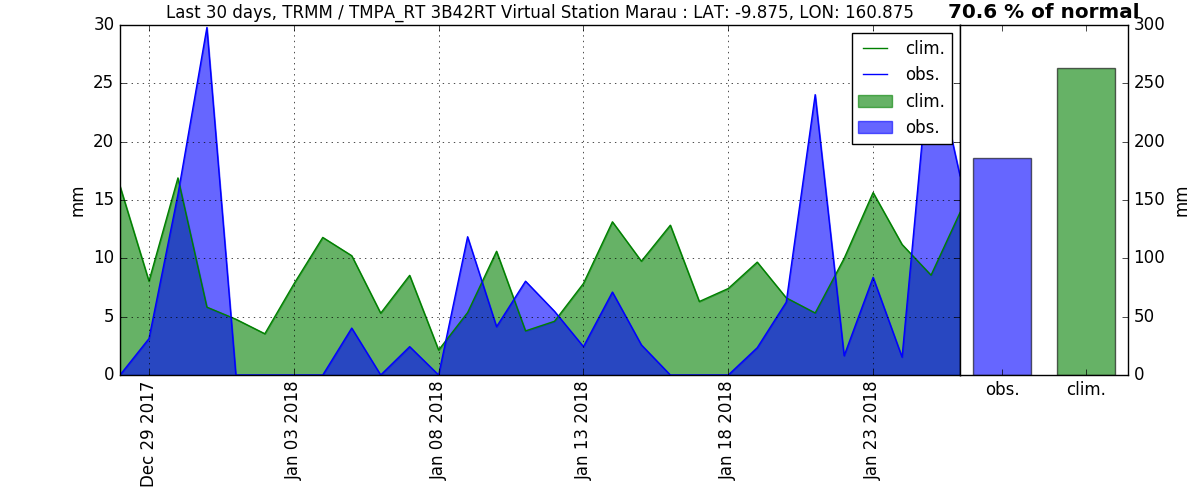 Last 30 days, TRMM / TMPA_RT 3B42RT Virtual Station Marau : LAT: -9.875, LON: 160.875
70.6 % of normal
30
25
20
15
10
5
0
mm
clim.
obs.
clim.
obs.
Dec 29 2017
Jan 03 2018
Jan 08 2018
Jan 13 2018
Jan 18 2018
Jan 23 2018
300
250
200
150
100
50
0
mm
obs.
clim.